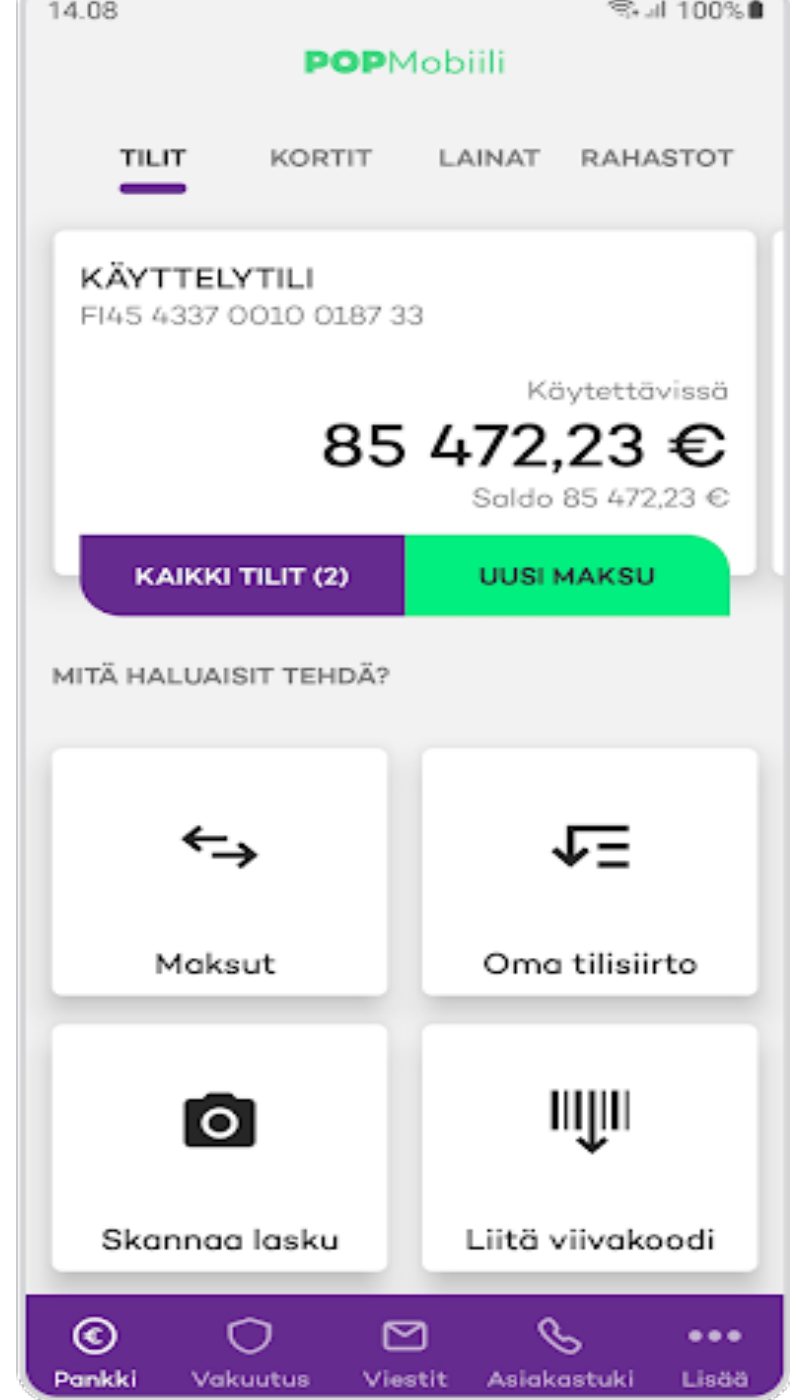 14.08 100%
POPMobiili
TILIT KORTIT LAINAT RAHASTOT
KÄYTTELYTILI
FI45 4337 0010 0187 33
Käytettävissä
85 472,23 €
Saldo 85 472,23 €
KAIKKI TILIT (2) UUSI MAKSU
MITÄ HALUAISIT TEHDÄ?
Maksut Oma tilisiirto
Skannaa lasku Liitä viivakoodi
Pankki Vakuutus Viestit Asiakastuki Lisää